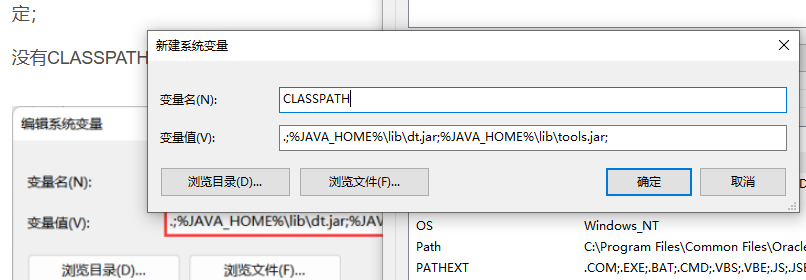 定；
没有CLASSPATH
新建系统变量
变量名(N):
CLASSPATH
变量值(V):
.;%JAVA_HOME%\lib\dt.jar;%JAVA_HOME%\lib\tools.jar;
浏览目录(D)...
浏览文件(F)...
确定
取消
编辑系统变量
变量名(N):
变量值(V):
.;%JAVA_HOME%\lib\dt.jar;%JAV
浏览目录(D)...
浏览文件(F)...
OS
Windows_NT
Path
C:\Program Files\Common Files\Oracle
PATHEXT
.COM;.EXE;.BAT;.CMD;.VBS;.VBE;.JS;.JS